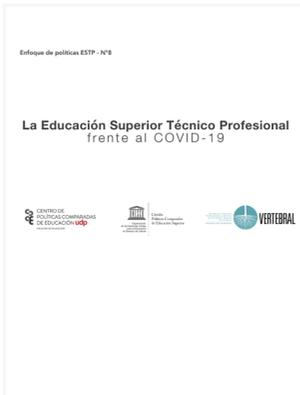 Enfoque de políticas ESTP - N°8
La Educación Superior Técnico Profesional
frente al COVID-19
CENTRO DE
POLÍTICAS COMPARADAS
DE EDUCACIÓN udp
Cátedra
Políticas Comparadas
de Educación Superior
VERTEBRAL